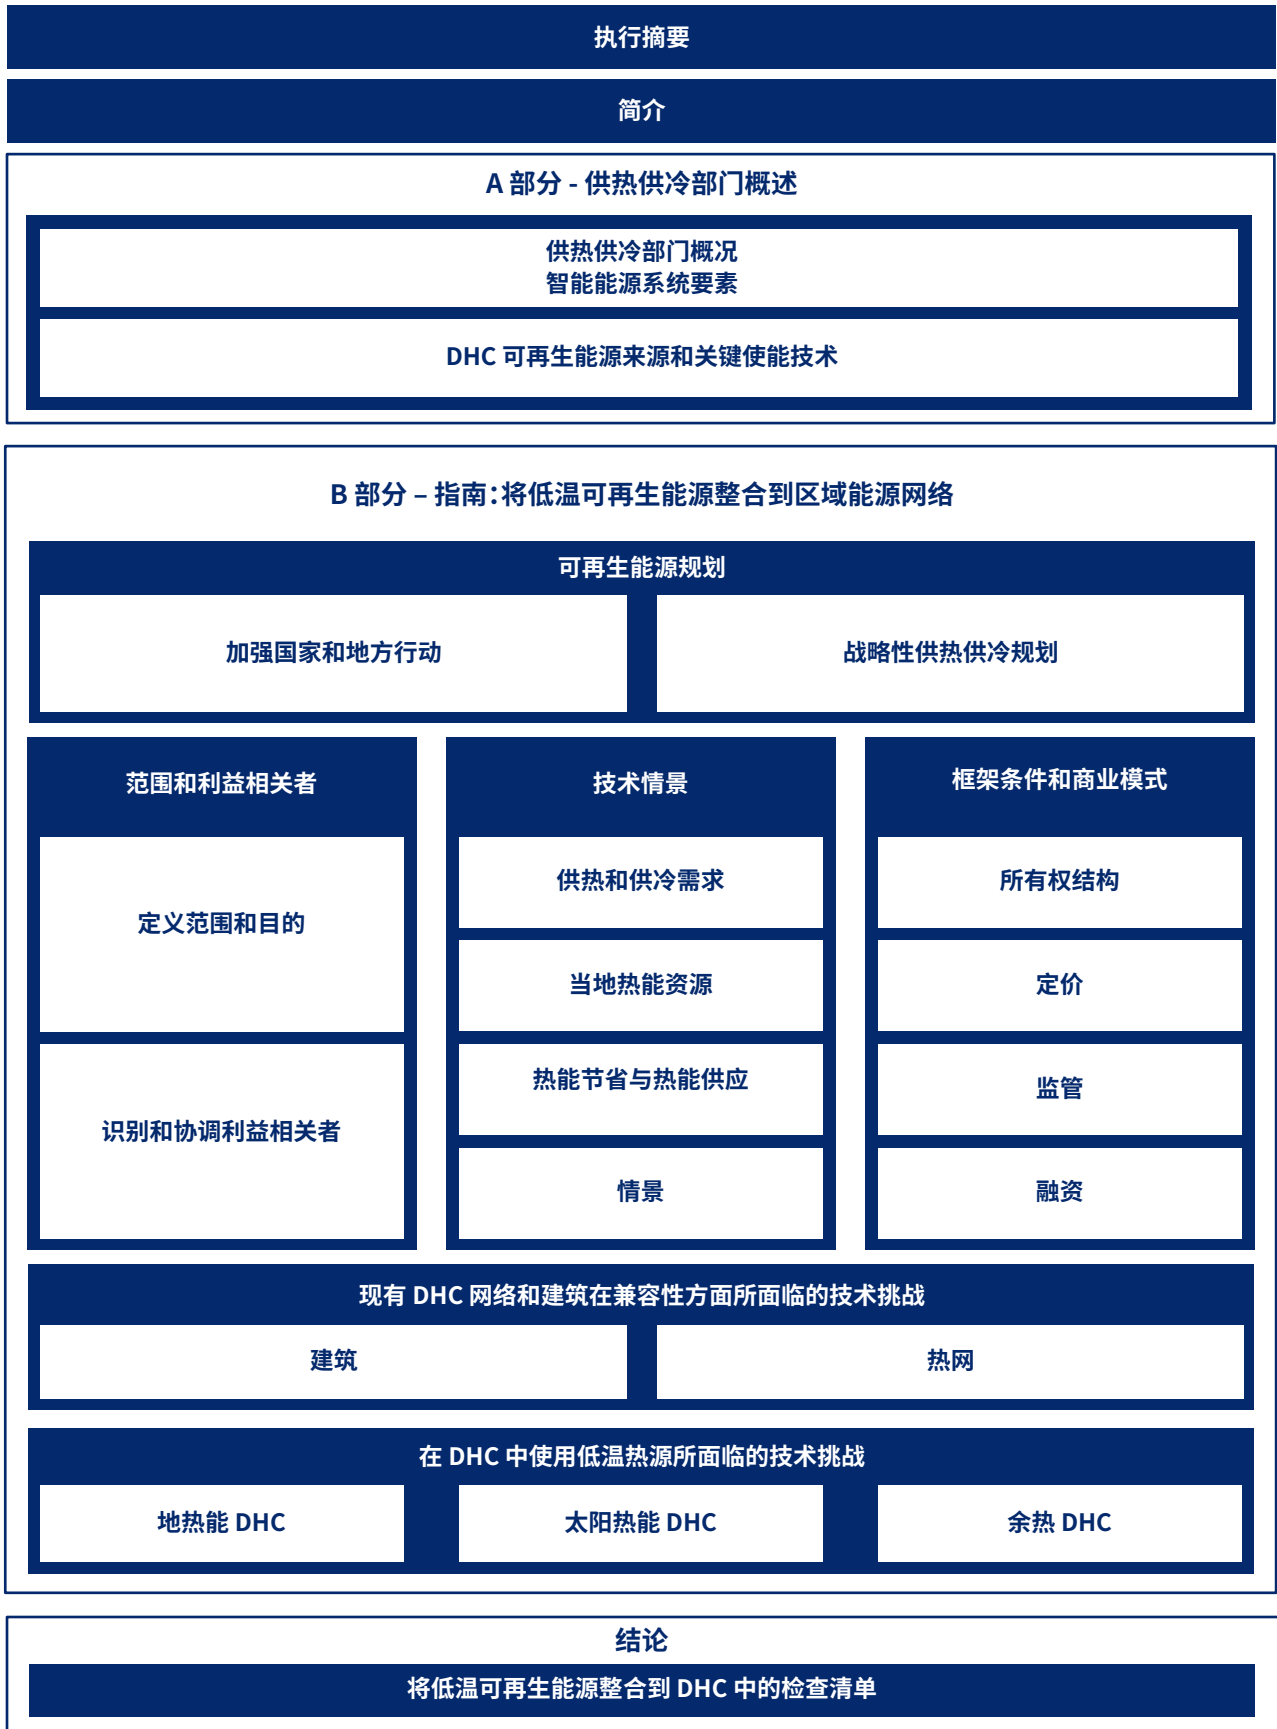 执行摘要
简介
A 部分 - 供热供冷部门概述
供热供冷部门概况
智能能源系统要素
DHC 可再生能源来源和关键使能技术
B 部分 – 指南：将低温可再生能源整合到区域能源网络
可再生能源规划
加强国家和地方行动
战略性供热供冷规划
范围和利益相关者
定义范围和目的
识别和协调利益相关者
技术情景
供热和供冷需求
当地热能资源
热能节省与热能供应
情景
框架条件和商业模式
所有权结构
定价
监管
融资
现有 DHC 网络和建筑在兼容性方面所面临的技术挑战
建筑
热网
在 DHC 中使用低温热源所面临的技术挑战
地热能 DHC
太阳热能 DHC
余热 DHC
结论
将低温可再生能源整合到 DHC 中的检查清单